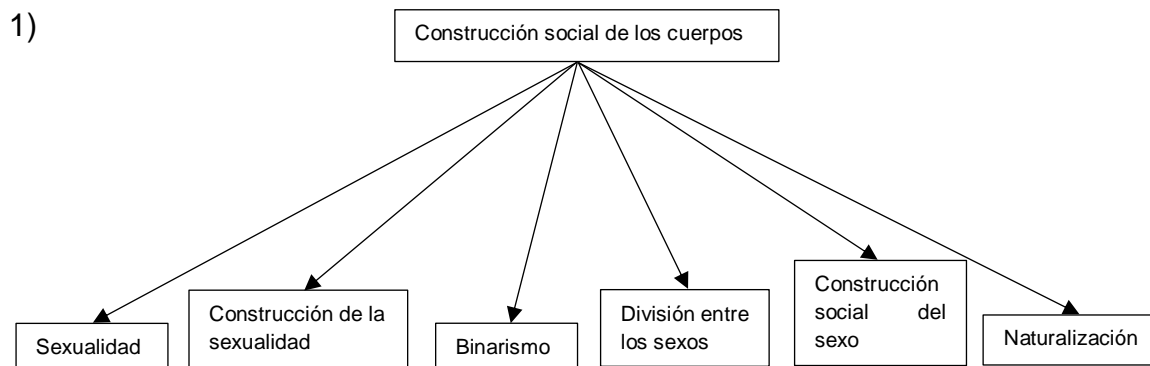 1)
Construcción social de los cuerpos
Sexualidad
Construcción de la
sexualidad
Binarismo
División entre
los sexos
Construcción
social del
sexo
Naturalización